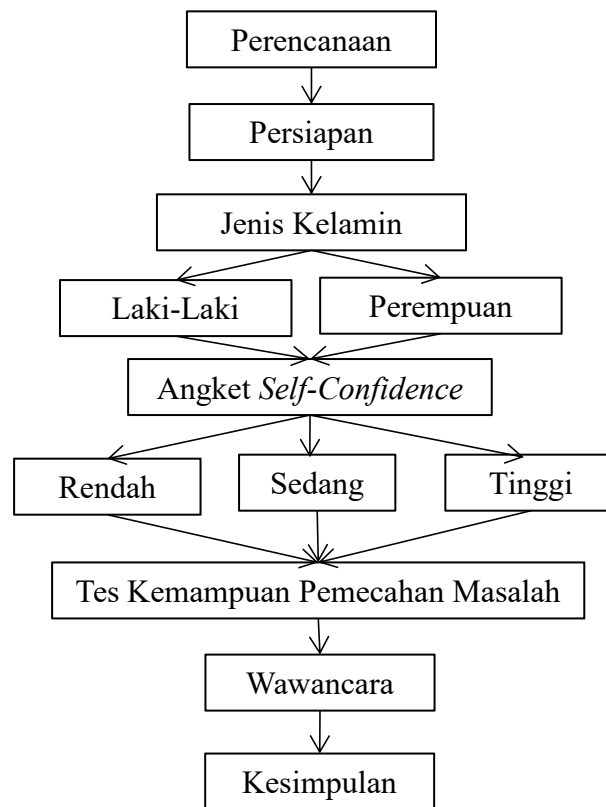 Perencanaan
Persiapan
Jenis Kelamin
Laki-Laki
Perempuan
Angket Self-Confidence
Rendah
Sedang
Tinggi
Tes Kemampuan Pemecahan Masalah
Wawancara
Kesimpulan